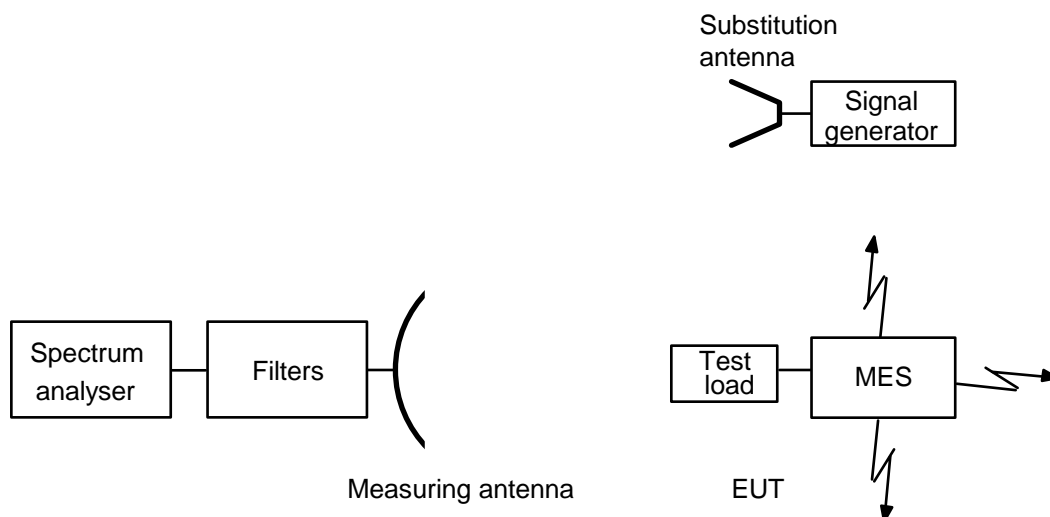 Substitution
antenna
Signal
generator
Spectrum
analyser
Filters
Test
load
MES
Measuring antenna
EUT